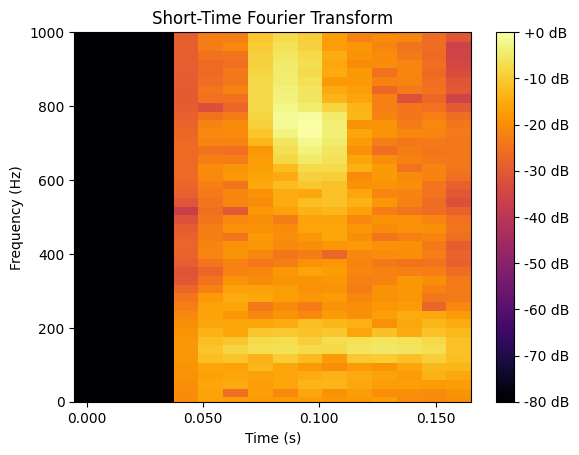 Short-Time Fourier Transform
Frequency (Hz)
1000
800
600
400
200
0
0.000
0.050
0.100
0.150
Time (s)
+0 dB
-10 dB
-20 dB
-30 dB
-40 dB
-50 dB
-60 dB
-70 dB
-80 dB